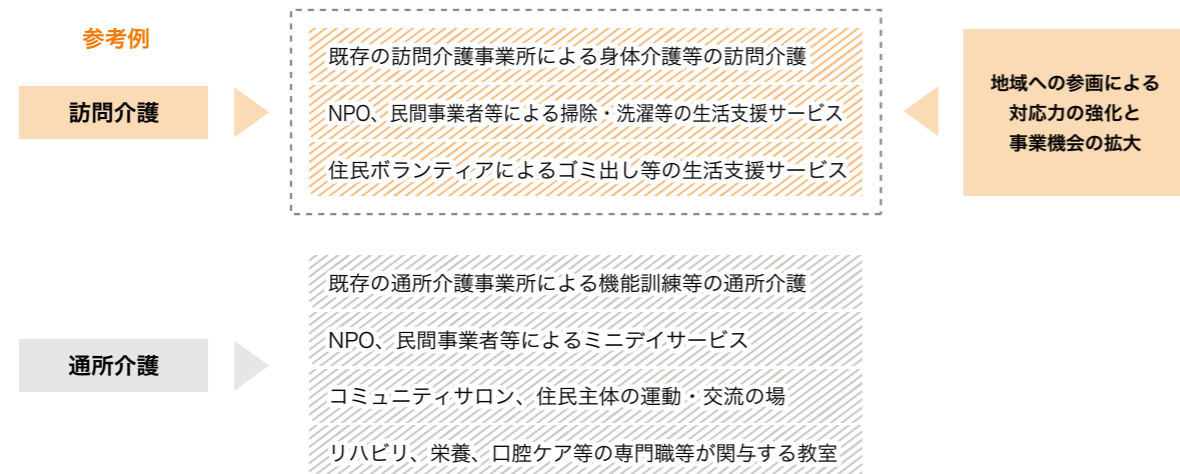 参考例
訪問介護
既存の訪問介護事業所による身体介護等の訪問介護
NPO、民間事業者等による掃除・洗濯等の生活支援サービス
住民ボランティアによるゴミ出し等の生活支援サービス
地域への参画による
対応力の強化と
事業機会の拡大
通所介護
既存の通所介護事業所による機能訓練等の通所介護
NPO、民間事業者等によるミニデイサービス
コミュニティサロン、住民主体の運動・交流の場
リハビリ、栄養、口腔ケア等の専門職等が関与する教室